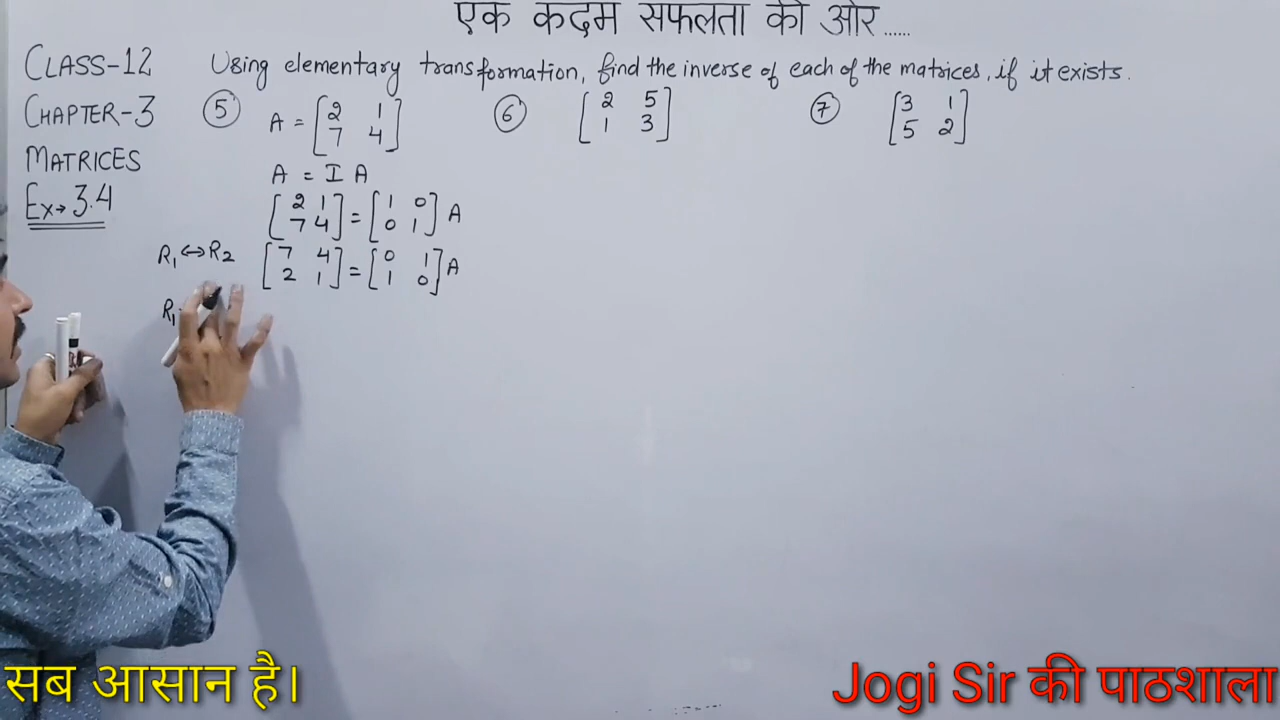 एक कदम सफलता की ओर ......
CLASS-12
CHAPTER-3
MATRICES
Ex→3.4
Using elementary transformation, find the inverse of each of the matrices, if it exists.
⑤ A = [2 1
7 4]
⑥ [2 5
1 3]
⑦ [3 1
5 2]
A = I A
[2 1
7 4] = [1 0
0 1] A
R₁↔R₂ [7 4
2 1] = [0 1
1 0] A
R₁
सब आसान है।
Jogi Sir की पाठशाला